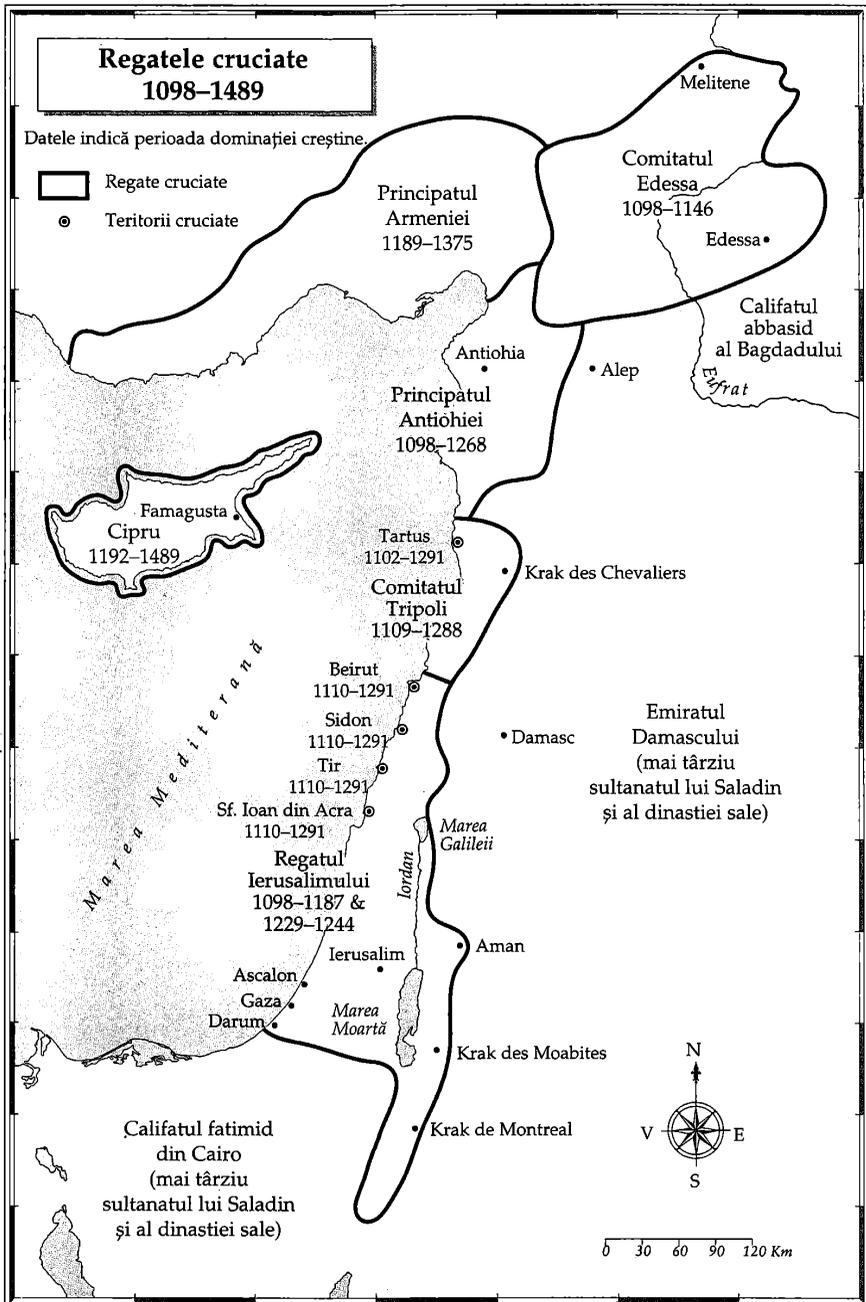 Regatele cruciate
1098–1489
Datele indică perioada dominației creștine.
Regate cruciate
Teritorii cruciate
Melitene
Comitatul
Edessa
1098–1146
Edessa
Principatul
Armeniei
1189–1375
Califatul
abbasid
al Bagdadului
Eufrat
Antiohia
Alep
Principatul
Antiohiei
1098–1268
Famagusta
Cipru
1192–1489
Tartus
1102–1291
Krak des Chevaliers
Comitatul
Tripoli
1109–1288
Marea Mediterană
Beirut
1110–1291
Sidon
1110–1291
Tir
1110–1291
Sf. Ioan din Acra
1110–1291
Damasc
Emiratul
Damascului
(mai târziu
sultanatul lui Saladin
și al dinastiei sale)
Marea
Galileii
Iordan
Regatul
Ierusalimului
1098–1187 &
1229–1244
Ierusalim
Aman
Ascalon
Gaza
Darum
Marea
Moartă
Krak des Moabites
Krak de Montreal
Califatul fatimid
din Cairo
(mai târziu
sultanatul lui Saladin
și al dinastiei sale)
N
V E
S
0 30 60 90 120 Km